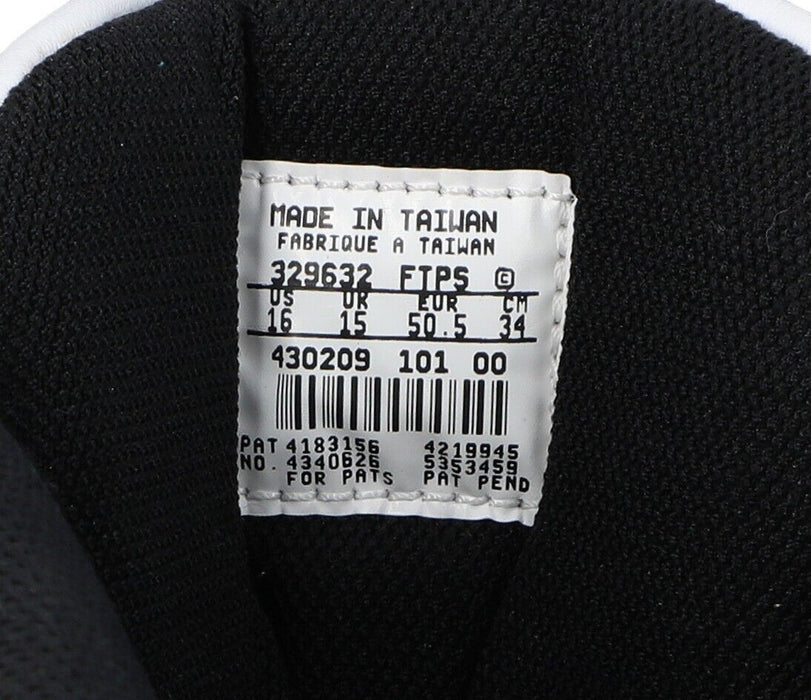 MADE IN TAIWAN
FABRIQUE A TAIWAN
329632 FTPS ©
US UK EUR CM
16 15 50.5 34
430209 101 00
PAT 4183156 4219945
NO. 4340626 5353459
FOR PATS PAT PEND